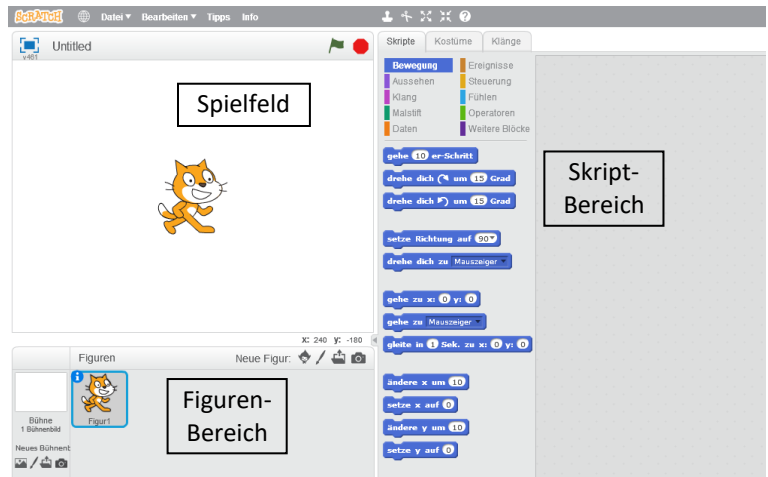 SCRATCH Datei▼ Bearbeiten▼ Tipps Info
Untitled
v461
Spielfeld
X: 240 y: -180
Figuren
Neue Figur:
Figur1
Bühne
1 Bühnenbild
Neues Bühnenb
Figuren-
Bereich
Skripte Kostüme Klänge
Bewegung Ereignisse
Aussehen Steuerung
Klang Fühlen
Malstift Operatoren
Daten Weitere Blöcke
gehe 10 er-Schritt
drehe dich ↻ um 15 Grad
drehe dich ↺ um 15 Grad
setze Richtung auf 90▼
drehe dich zu Mauszeiger▼
gehe zu x: 0 y: 0
gehe zu Mauszeiger▼
gleite in 1 Sek. zu x: 0 y: 0
ändere x um 10
setze x auf 0
ändere y um 10
setze y auf 0
Skript-
Bereich